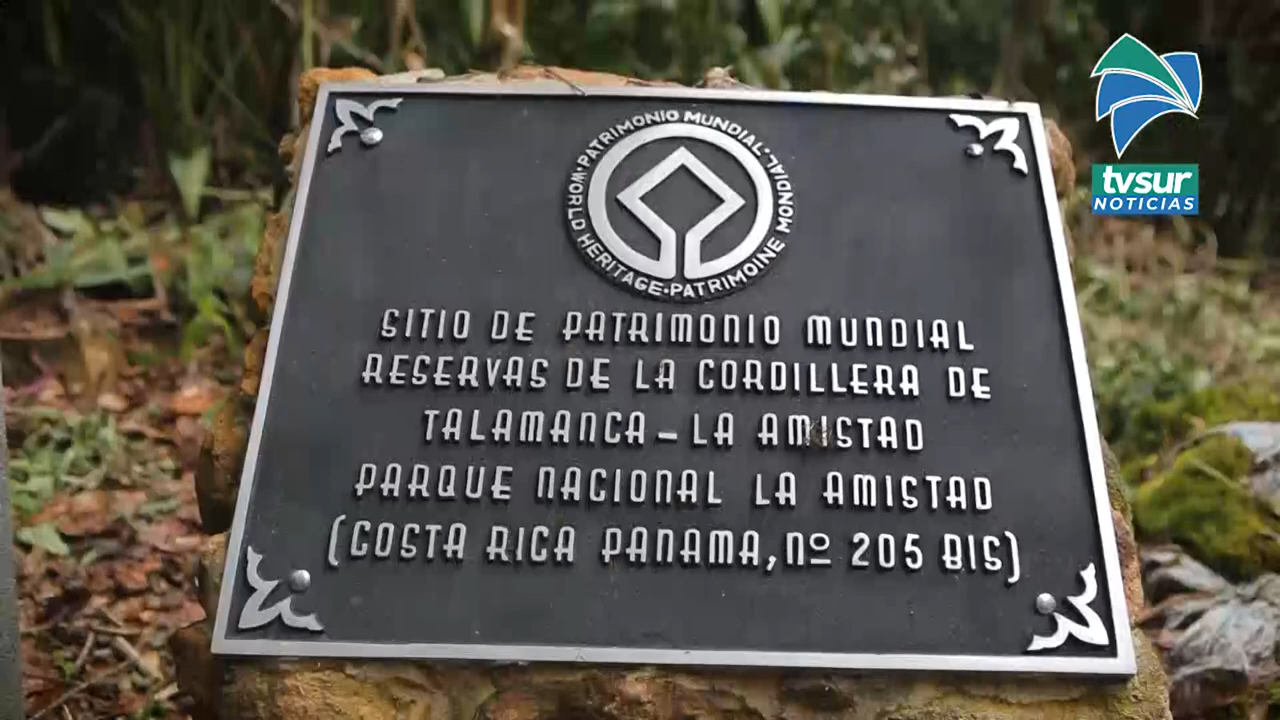 PATRIMONIO MUNDIAL • WORLD HERITAGE • PATRIMOINE MONDIAL •
SITIO DE PATRIMONIO MUNDIAL
RESERVAS DE LA CORDILLERA DE
TALAMANCA – LA AMISTAD
PARQUE NACIONAL LA AMISTAD
(COSTA RICA PANAMA, Nº 205 BIS)
tvsur
NOTICIAS